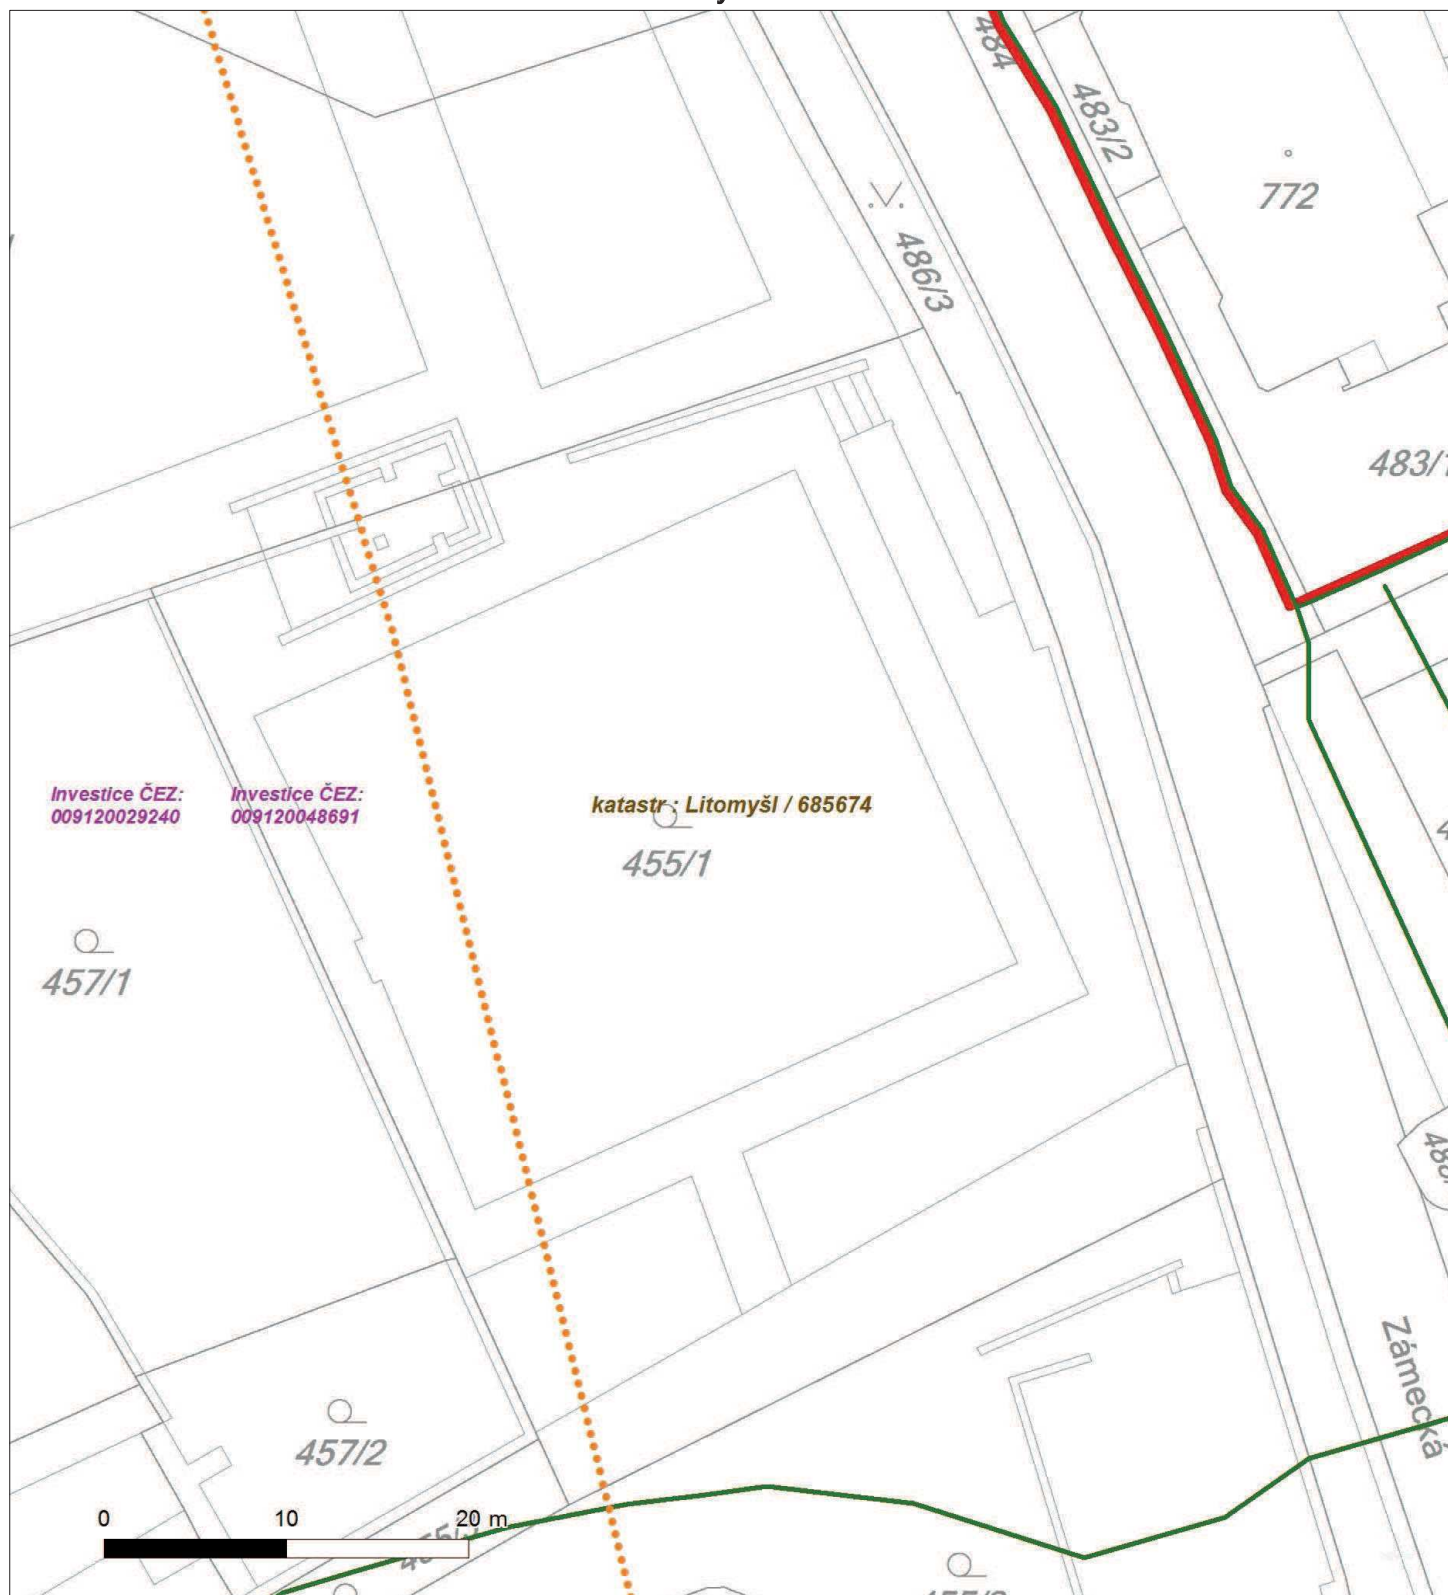 484
483/2
772
486/3
483/1
Investice ČEZ:
009120029240
Investice ČEZ:
009120048691
katastr : Litomyšl / 685674
455/1
457/1
Zámecká
457/2
0 10 20 m